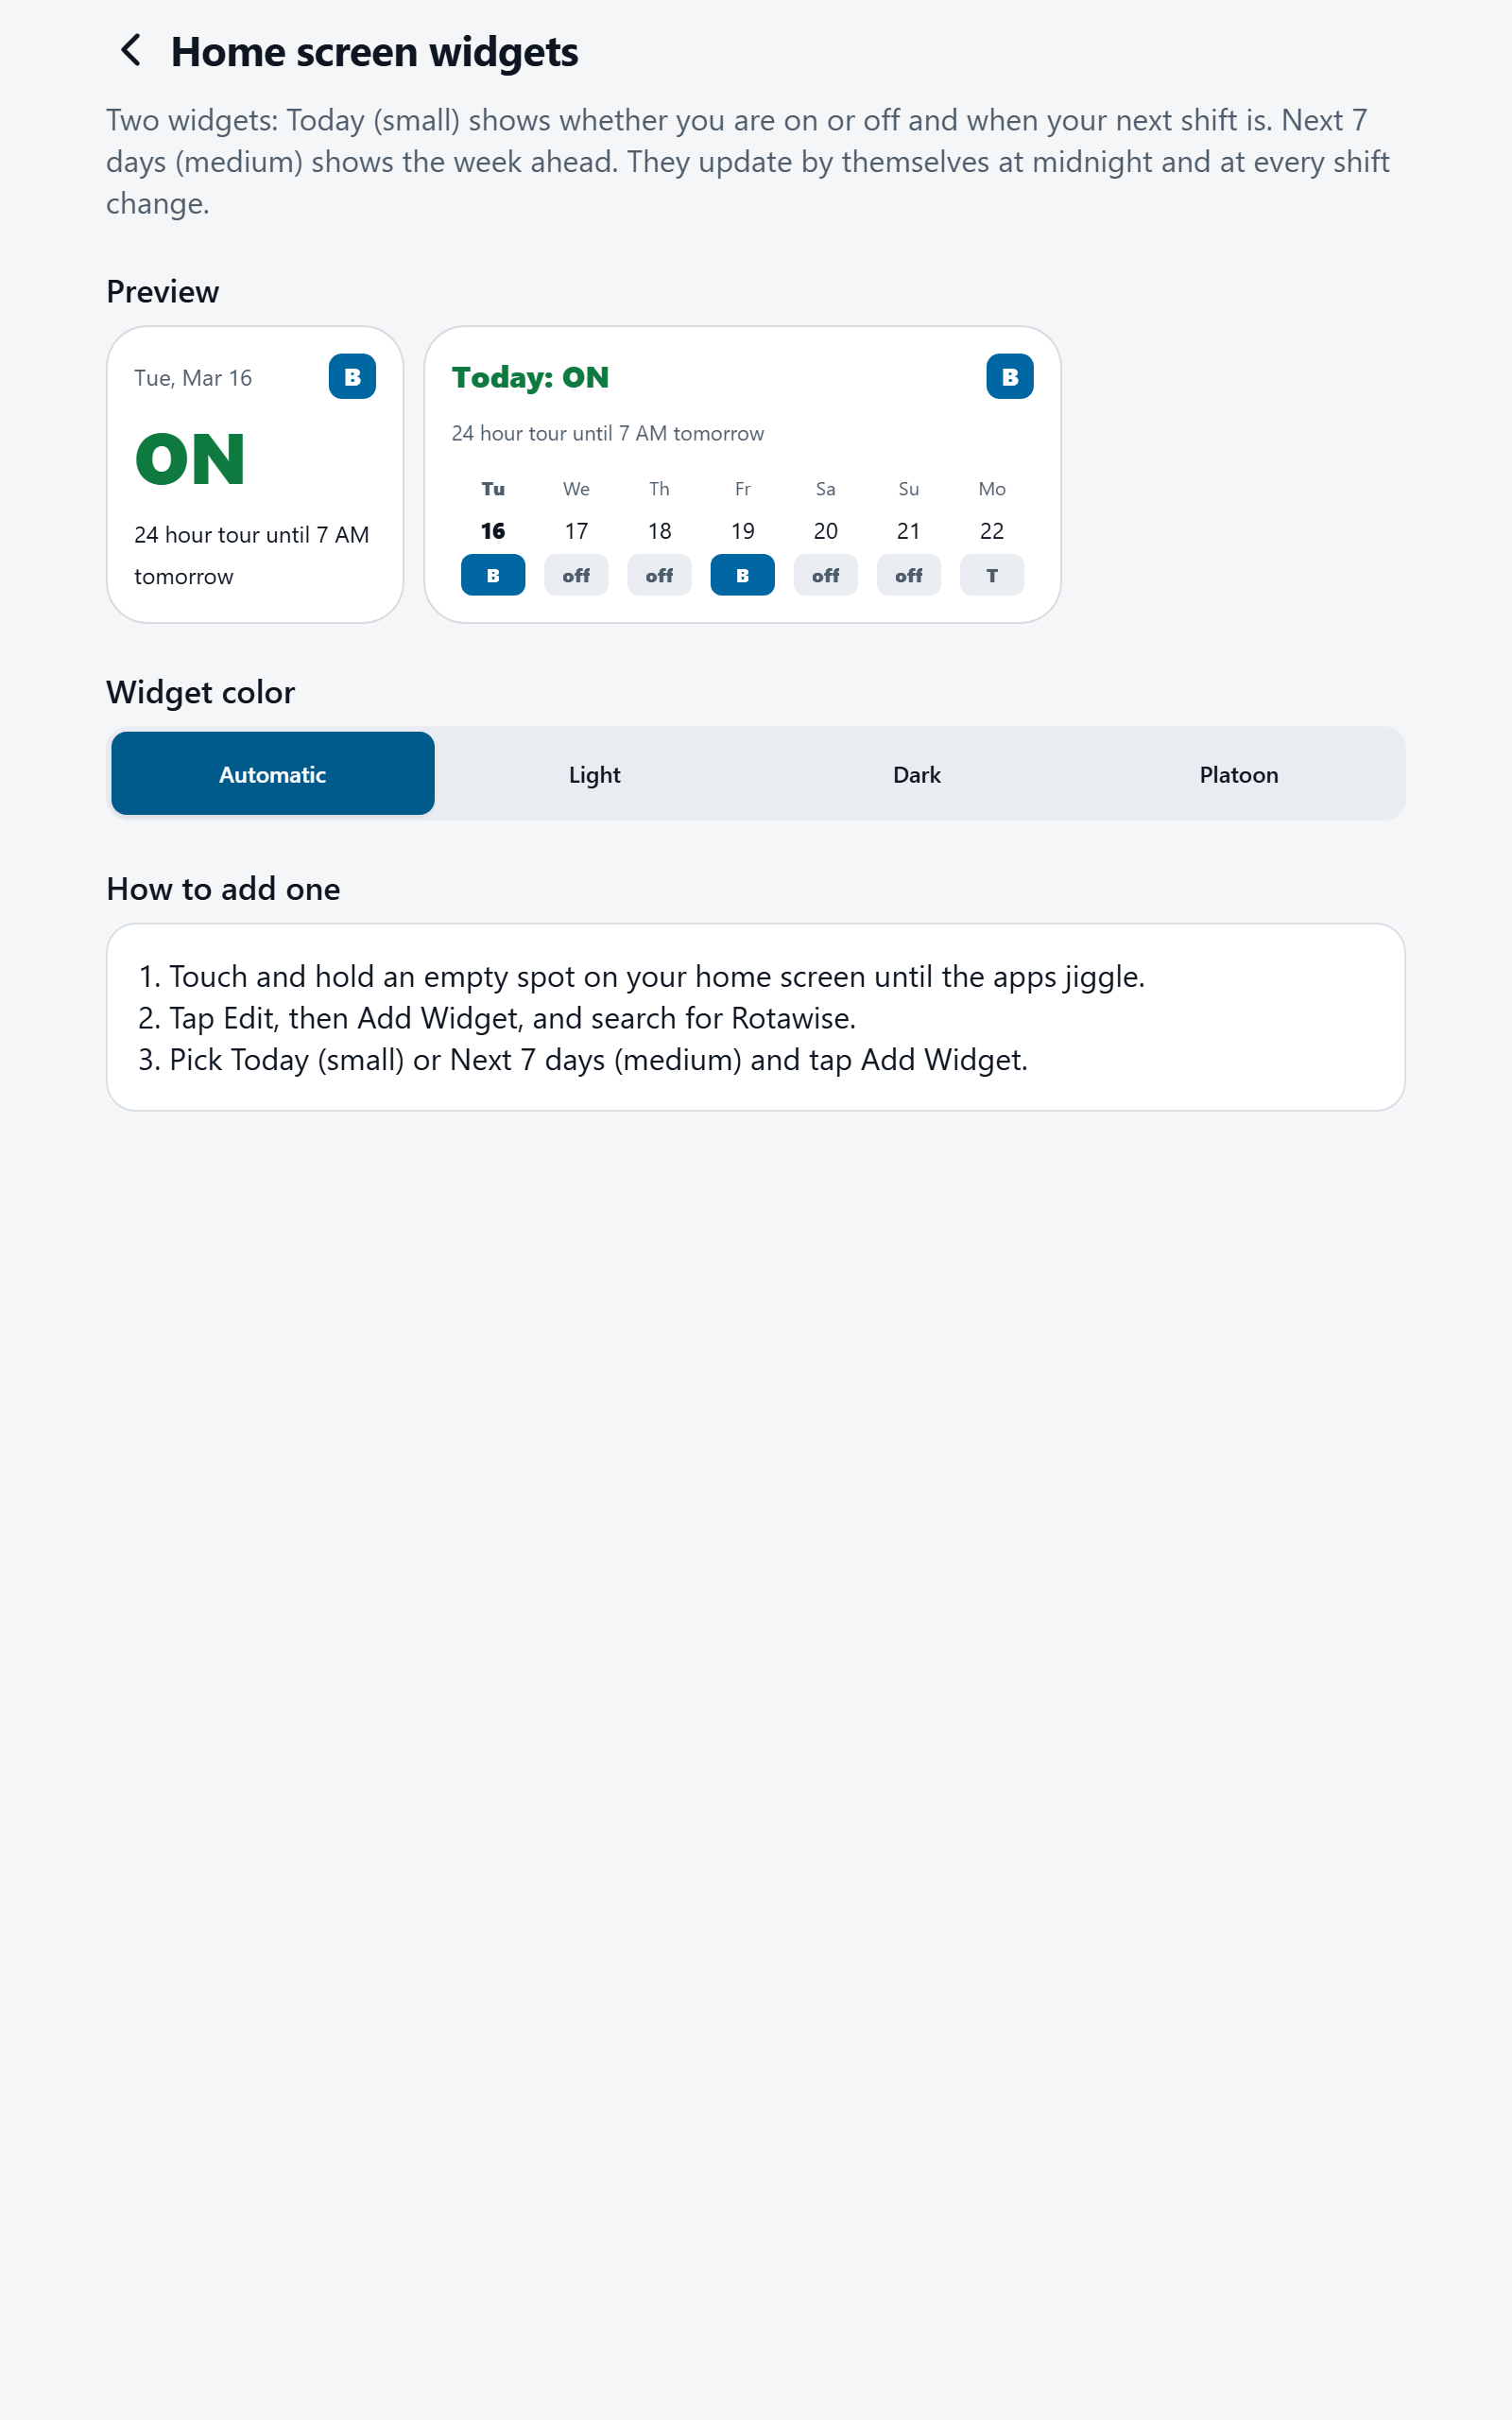 Home screen widgets
Two widgets: Today (small) shows whether you are on or off and when your next shift is. Next 7
days (medium) shows the week ahead. They update by themselves at midnight and at every shift
change.
Preview
Tue, Mar 16 B
ON
24 hour tour until 7 AM
tomorrow
Today: ON B
24 hour tour until 7 AM tomorrow
Tu We Th Fr Sa Su Mo
16 17 18 19 20 21 22
B off off B off off T
Widget color
Automatic Light Dark Platoon
How to add one
1. Touch and hold an empty spot on your home screen until the apps jiggle.
2. Tap Edit, then Add Widget, and search for Rotawise.
3. Pick Today (small) or Next 7 days (medium) and tap Add Widget.